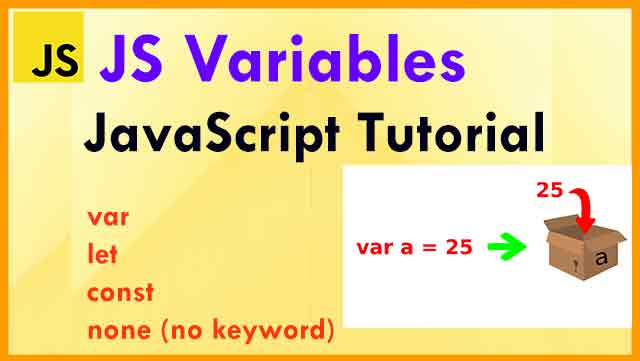 JS
JS Variables
JavaScript Tutorial
var
let
const
none (no keyword)
25
var a = 25
a